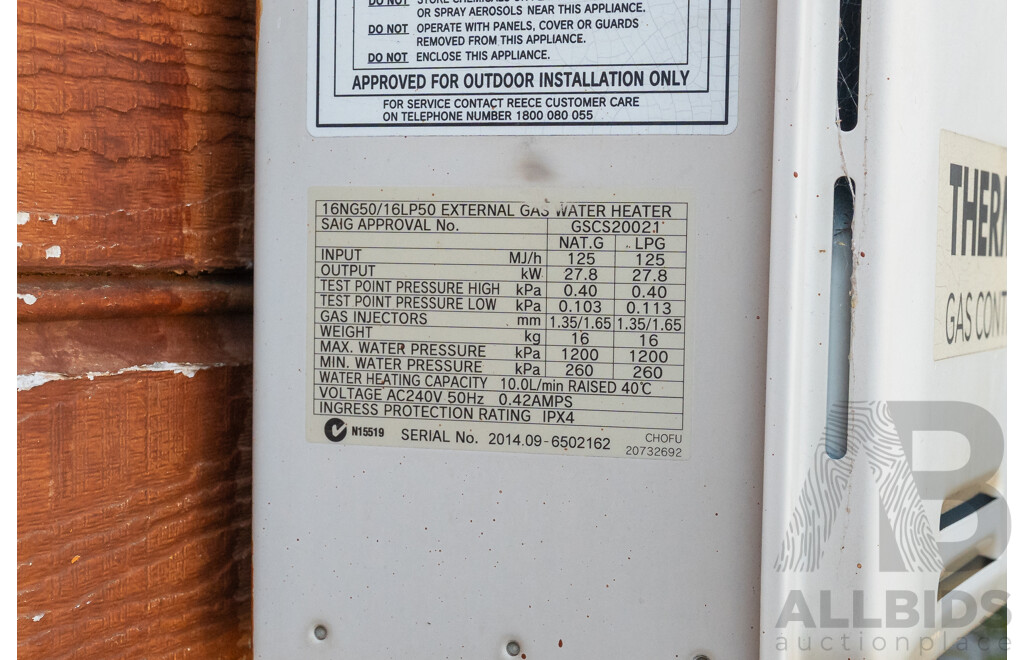 DO NOT STORE CHEMICALS
OR SPRAY AEROSOLS NEAR THIS APPLIANCE.
DO NOT OPERATE WITH PANELS, COVER OR GUARDS
REMOVED FROM THIS APPLIANCE.
DO NOT ENCLOSE THIS APPLIANCE.
APPROVED FOR OUTDOOR INSTALLATION ONLY
FOR SERVICE CONTACT REECE CUSTOMER CARE
ON TELEPHONE NUMBER 1800 080 055
16NG50/16LP50 EXTERNAL GAS WATER HEATER
SAIG APPROVAL No. GSCS20021
NAT.G LPG
INPUT MJ/h 125 125
OUTPUT kW 27.8 27.8
TEST POINT PRESSURE HIGH kPa 0.40 0.40
TEST POINT PRESSURE LOW kPa 0.103 0.113
GAS INJECTORS mm 1.35/1.65 1.35/1.65
WEIGHT kg 16 16
MAX. WATER PRESSURE kPa 1200 1200
MIN. WATER PRESSURE kPa 260 260
WATER HEATING CAPACITY 10.0L/min RAISED 40℃
VOLTAGE AC240V 50Hz 0.42AMPS
INGRESS PROTECTION RATING IPX4
N15519 SERIAL No. 2014.09-6502162
CHOFU
20732692
THERM
GAS CONT
AB
ALLBIDS
auctionplace